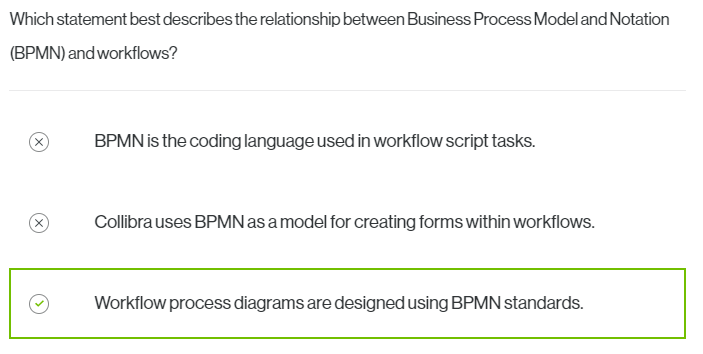 Which statement best describes the relationship between Business Process Model and Notation
(BPMN) and workflows?
BPMN is the coding language used in workflow script tasks.
Collibra uses BPMN as a model for creating forms within workflows.
Workflow process diagrams are designed using BPMN standards.